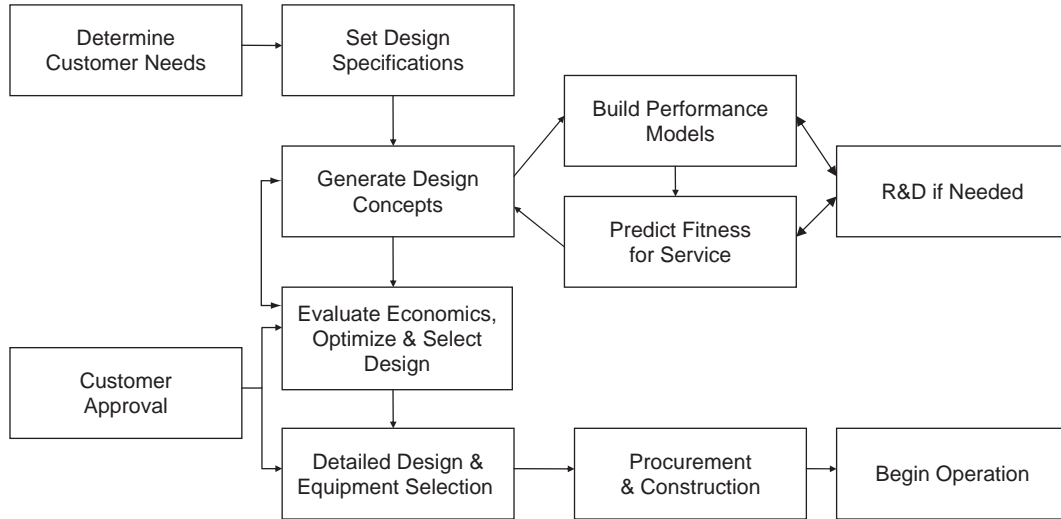 Determine
Customer Needs
Set Design
Specifications
Build Performance
Models
Generate Design
Concepts
R&D if Needed
Predict Fitness
for Service
Evaluate Economics,
Optimize & Select
Design
Customer
Approval
Detailed Design &
Equipment Selection
Procurement
& Construction
Begin Operation